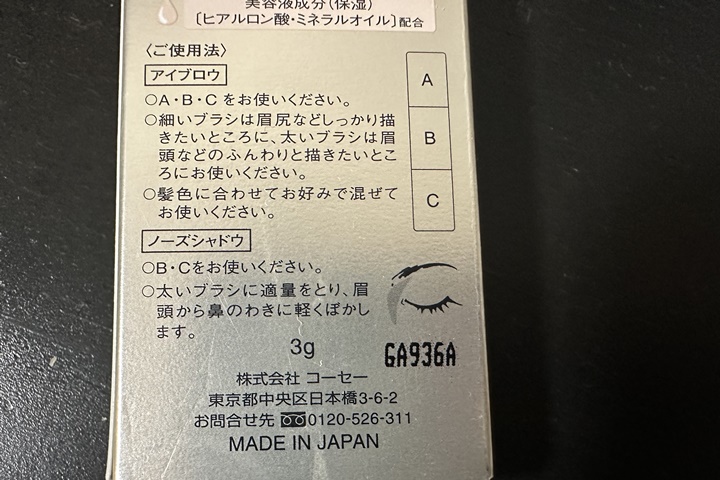 美容液成分(保湿)
〔ヒアルロン酸・ミネラルオイル〕配合
〈ご使用法〉
アイブロウ
○A・B・C をお使いください。
○細いブラシは眉尻などしっかり描
きたいところに、太いブラシは眉
頭などのふんわりと描きたいとこ
ろにお使いください。
○髪色に合わせてお好みで混ぜて
お使いください。
A
B
C
ノーズシャドウ
○B・Cをお使いください。
○太いブラシに適量をとり、眉
頭から鼻のわきに軽くぼかし
ます。
3g
GA936A
株式会社 コーセー
東京都中央区日本橋3-6-2
お問合せ先 0120-526-311
MADE IN JAPAN